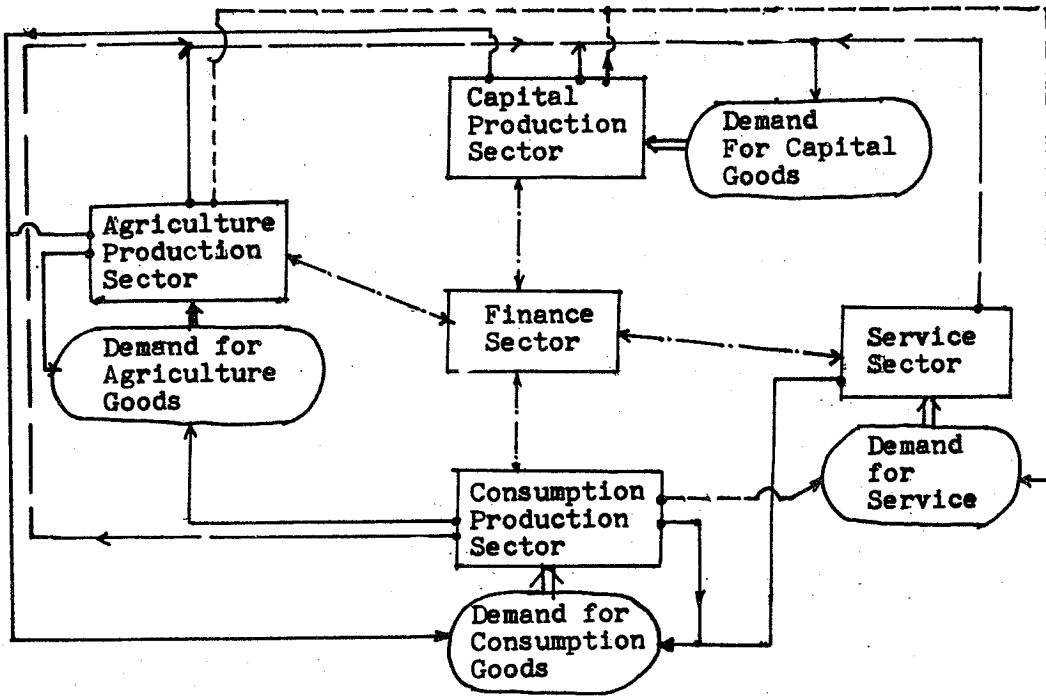 Capital
Production
Sector
Demand
For Capital
Goods
Agriculture
Production
Sector
Finance
Sector
Service
Sector
Demand for
Agriculture
Goods
Demand
for
Service
Consumption
Production
Sector
Demand for
Consumption
Goods